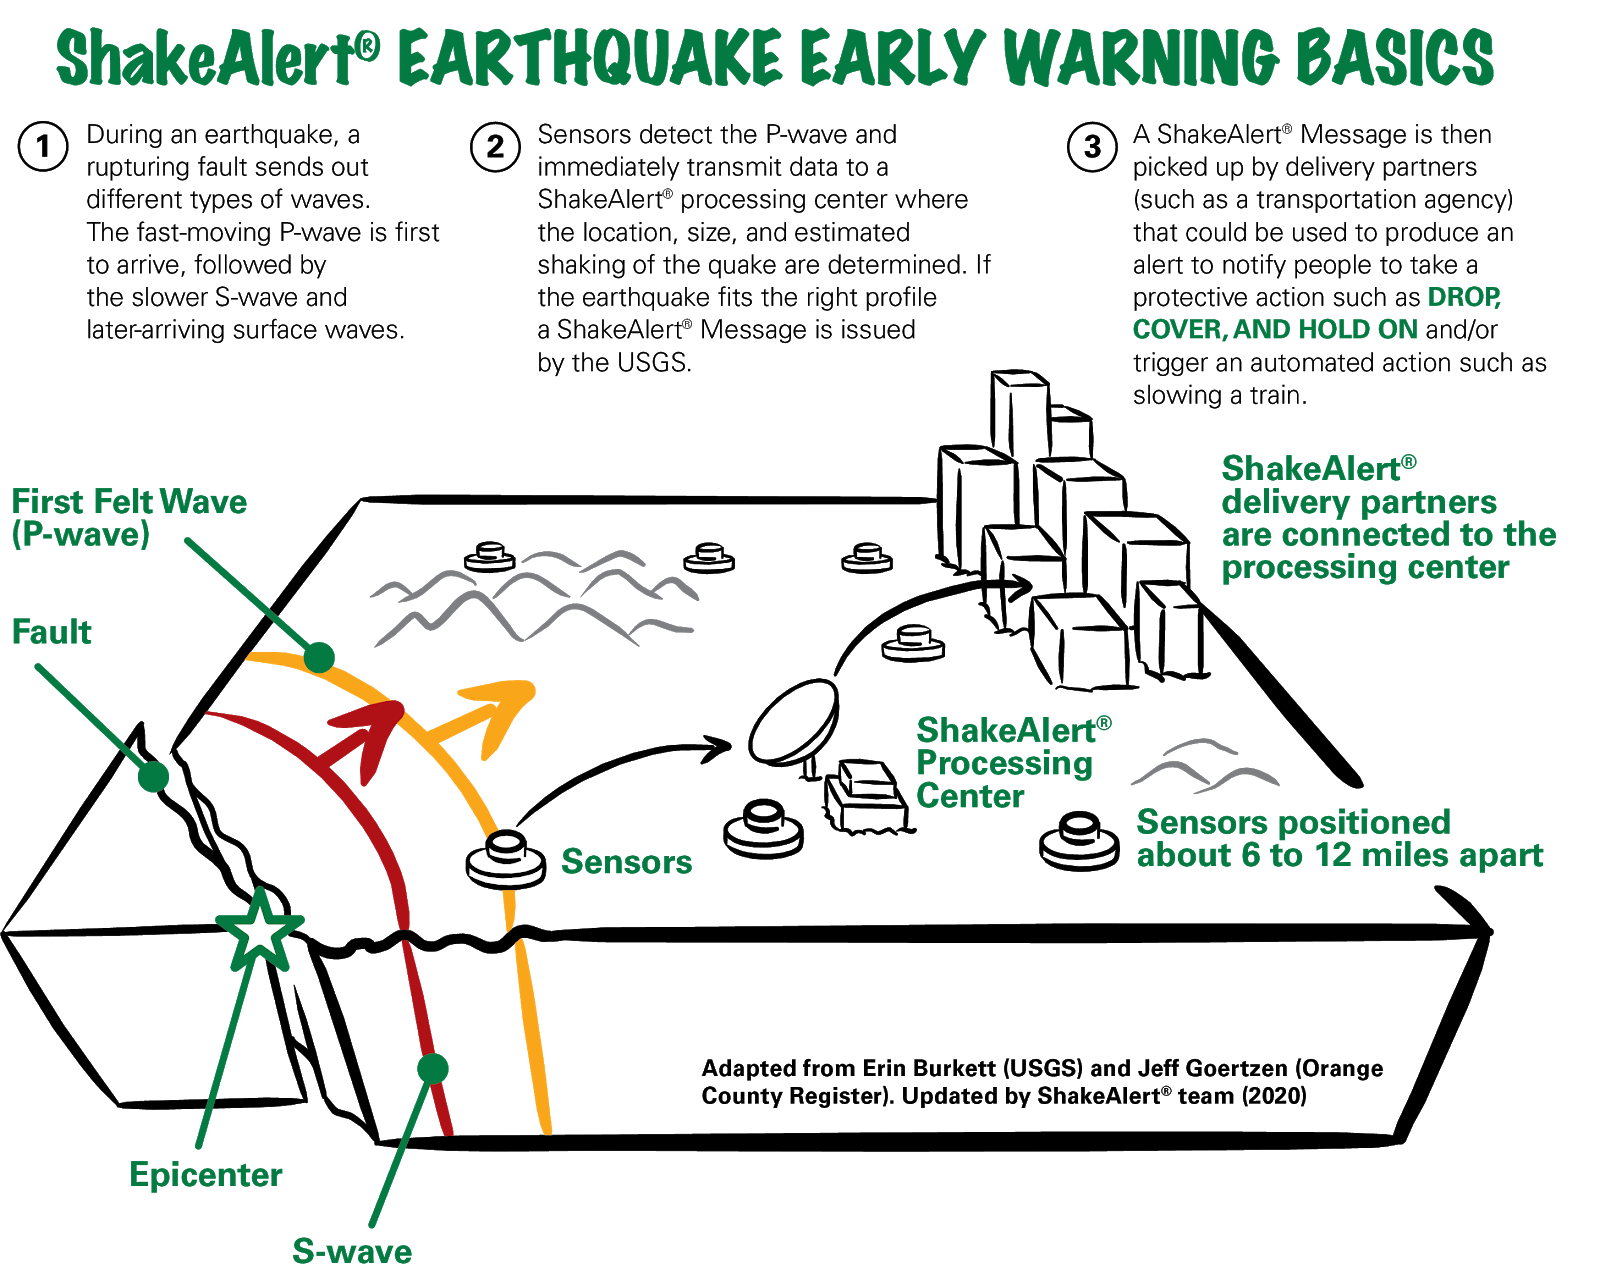 ShakeAlert® EARTHQUAKE EARLY WARNING BASICS
1
During an earthquake, a
rupturing fault sends out
different types of waves.
The fast-moving P-wave is first
to arrive, followed by
the slower S-wave and
later-arriving surface waves.
2
Sensors detect the P-wave and
immediately transmit data to a
ShakeAlert® processing center where
the location, size, and estimated
shaking of the quake are determined. If
the earthquake fits the right profile
a ShakeAlert® Message is issued
by the USGS.
3
A ShakeAlert® Message is then
picked up by delivery partners
(such as a transportation agency)
that could be used to produce an
alert to notify people to take a
protective action such as DROP,
COVER, AND HOLD ON and/or
trigger an automated action such as
slowing a train.
First Felt Wave
(P-wave)
Fault
ShakeAlert®
delivery partners
are connected to the
processing center
ShakeAlert®
Processing
Center
Sensors
Sensors positioned
about 6 to 12 miles apart
Adapted from Erin Burkett (USGS) and Jeff Goertzen (Orange
County Register). Updated by ShakeAlert® team (2020)
Epicenter
S-wave